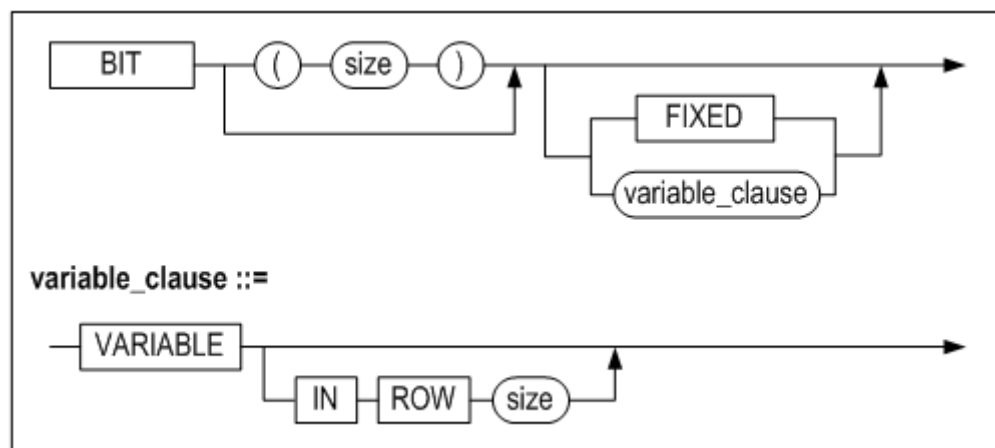 BIT ( size )
FIXED
variable_clause
variable_clause ::=
VARIABLE
IN ROW size